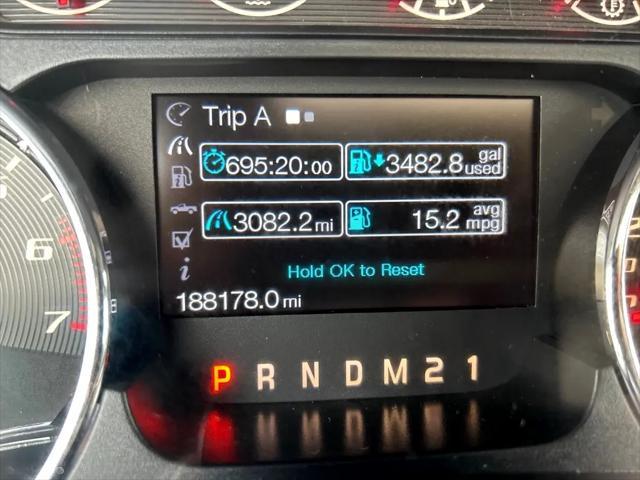 Trip A
695:20:00 3482.8 gal used
3082.2 mi 15.2 avg mpg
Hold OK to Reset
188178.0 mi
6
7
P R N D M 2 1